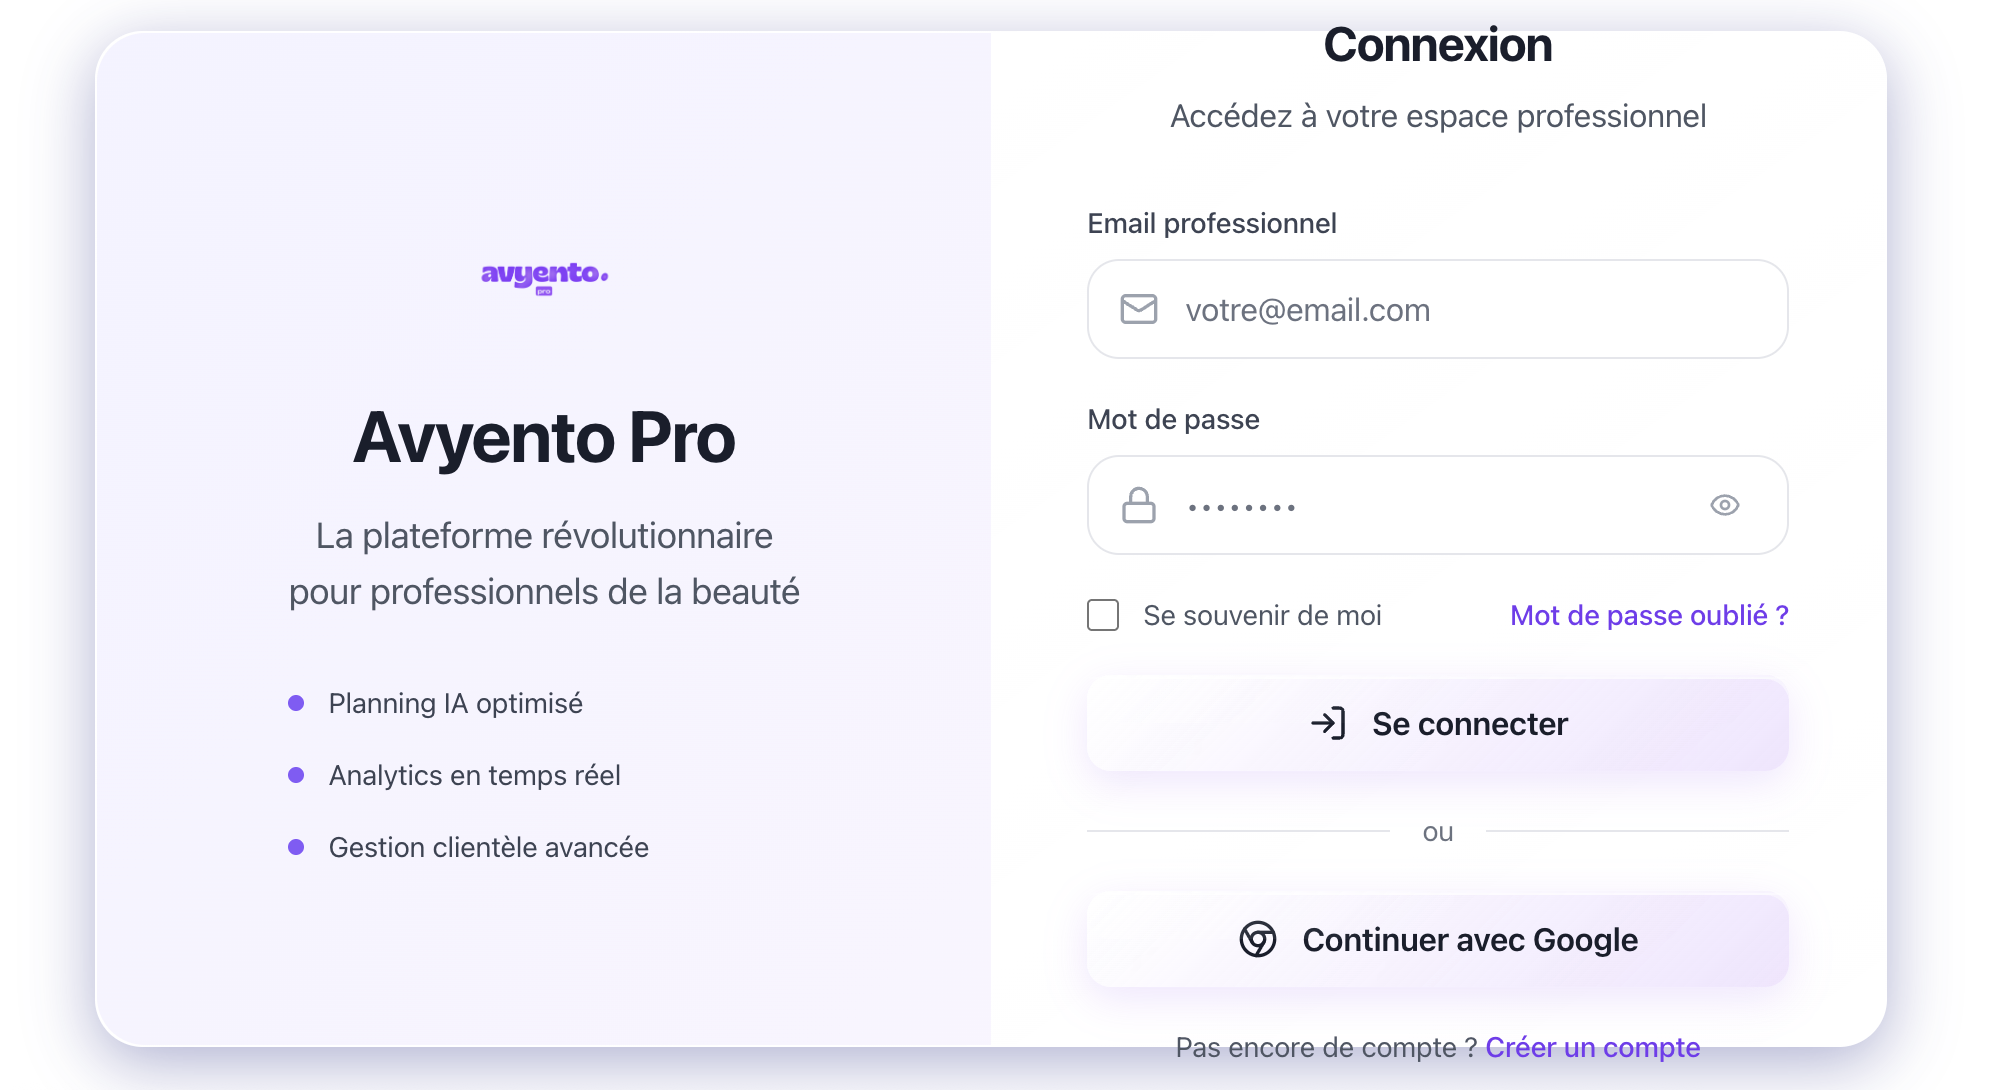 avyento.
pro
Avyento Pro
La plateforme révolutionnaire
pour professionnels de la beauté
Planning IA optimisé
Analytics en temps réel
Gestion clientèle avancée
Connexion
Accédez à votre espace professionnel
Email professionnel
votre@email.com
Mot de passe
••••••••
Se souvenir de moi
Mot de passe oublié ?
Se connecter
ou
Continuer avec Google
Pas encore de compte ? Créer un compte